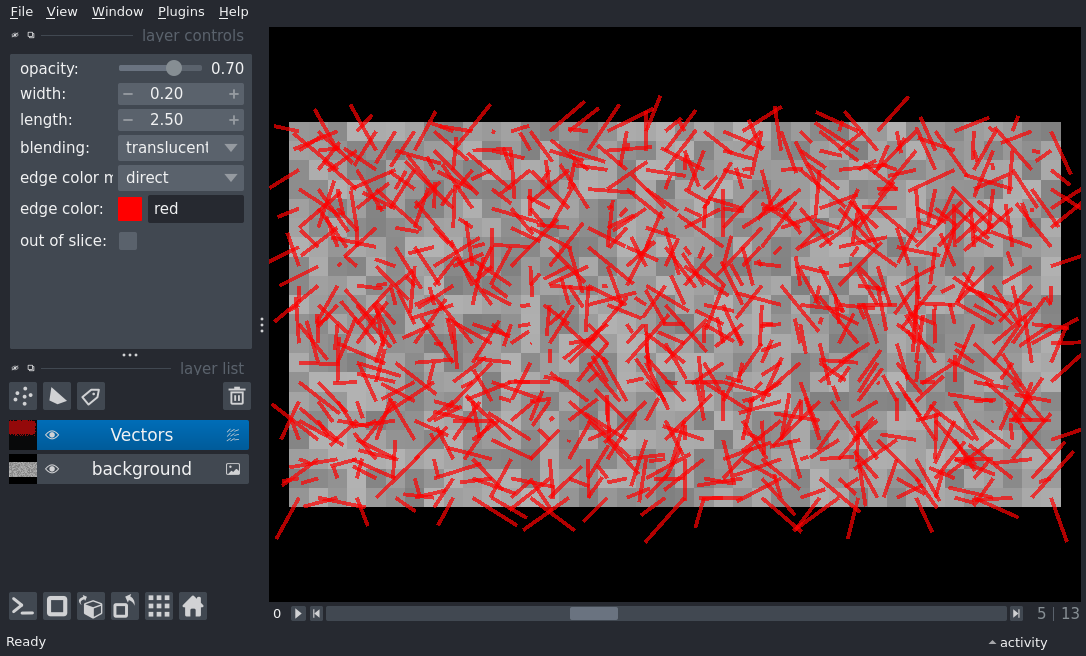 File View Window Plugins Help
layer controls
opacity: 0.70
width: − 0.20 +
length: − 2.50 +
blending: translucent
edge color m direct
edge color: red
out of slice:
layer list
Vectors
background
0 5 | 13
Ready activity